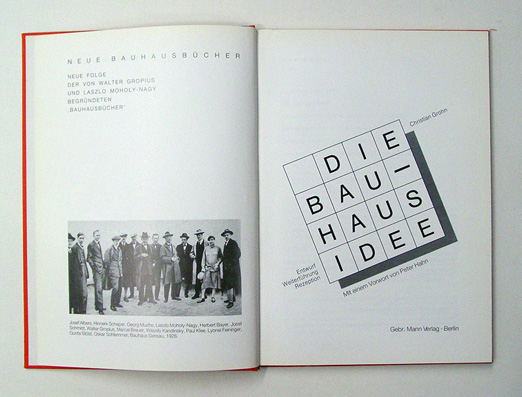 NEUE BAUHAUSBÜCHER
NEUE FOLGE
DER VON WALTER GROPIUS
UND LASZLO MOHOLY-NAGY
BEGRÜNDETEN
‚BAUHAUSBÜCHER‘
Josef Albers, Hinnerk Scheper, Georg Muche, Laszlo Moholy-Nagy, Herbert Bayer, Joost
Schmidt, Walter Gropius, Marcel Breuer, Wassily Kandinsky, Paul Klee, Lyonel Feininger,
Gunta Stölzl, Oskar Schlemmer, Bauhaus Dessau, 1926.
Christian Grohn
DIE
BAU—
HAUS
IDEE
Entwurf
Weiterführung
Rezeption
Mit einem Vorwort von Peter Hahn
Gebr. Mann Verlag · Berlin